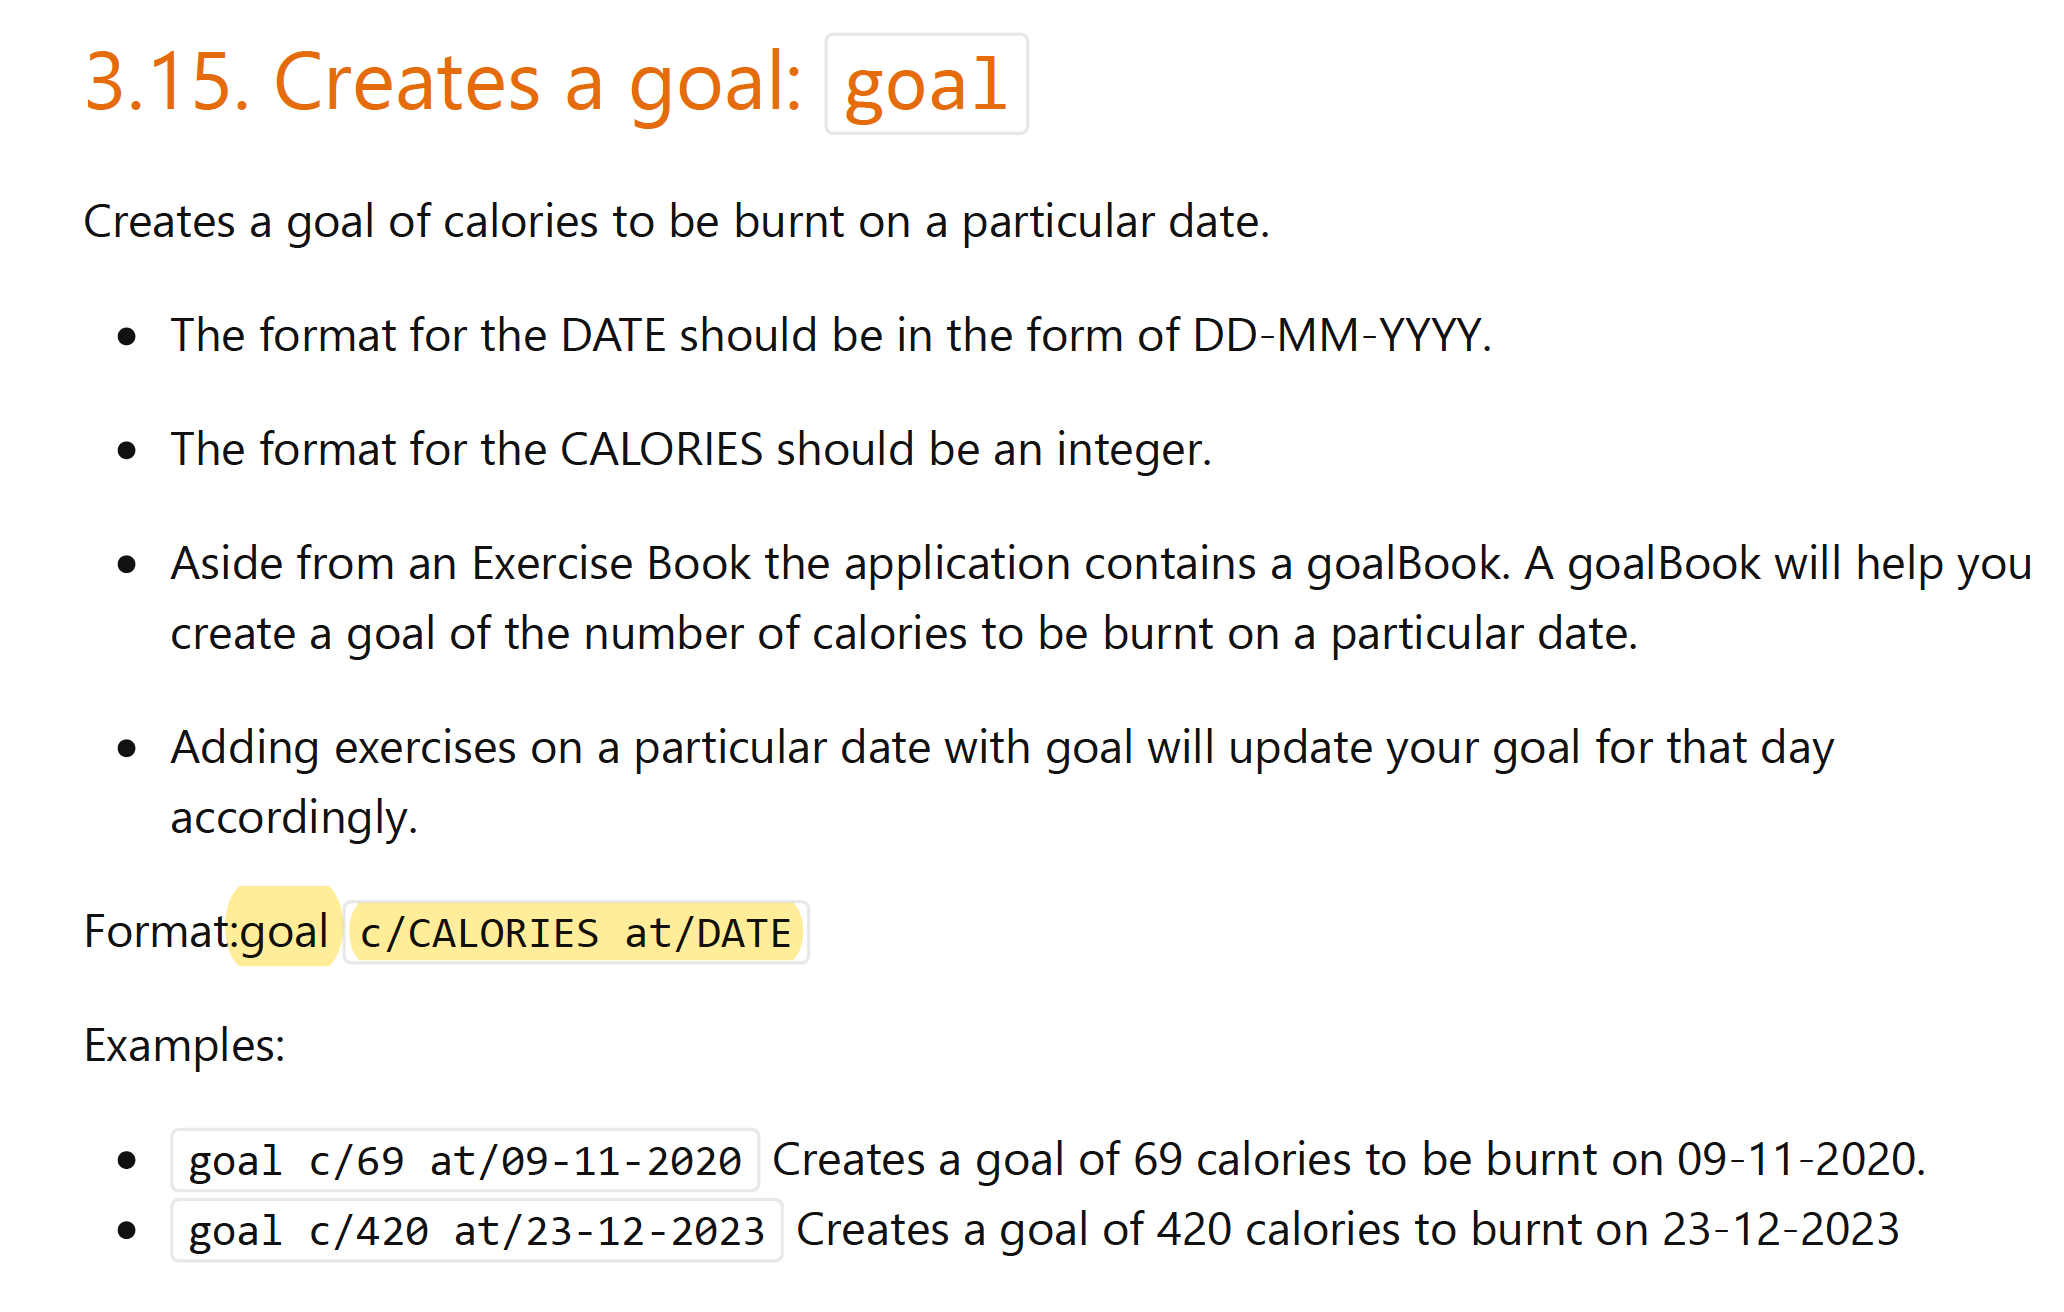 3.15. Creates a goal: goal
Creates a goal of calories to be burnt on a particular date.
• The format for the DATE should be in the form of DD-MM-YYYY.
• The format for the CALORIES should be an integer.
• Aside from an Exercise Book the application contains a goalBook. A goalBook will help you
create a goal of the number of calories to be burnt on a particular date.
• Adding exercises on a particular date with goal will update your goal for that day
accordingly.
Format:goal c/CALORIES at/DATE
Examples:
• goal c/69 at/09-11-2020 Creates a goal of 69 calories to be burnt on 09-11-2020.
• goal c/420 at/23-12-2023 Creates a goal of 420 calories to burnt on 23-12-2023